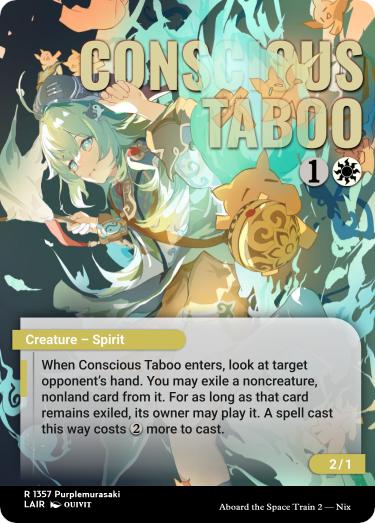 CONSCIOUS
TABOO
1
Creature – Spirit
When Conscious Taboo enters, look at target
opponent's hand. You may exile a noncreature,
nonland card from it. For as long as that card
remains exiled, its owner may play it. A spell cast
this way costs 2 more to cast.
2/1
R 1357 Purplemurasaki
LAIR OUIVIT
Aboard the Space Train 2 — Nix